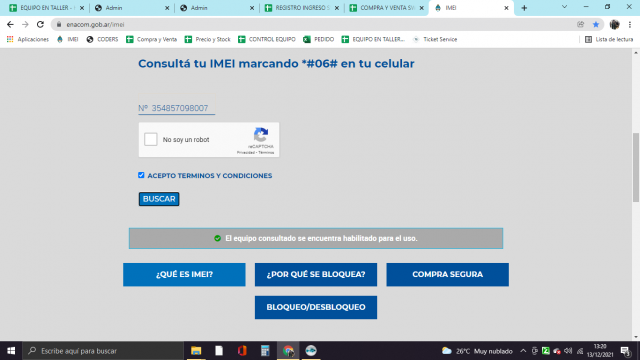 EQUIPO EN TALLER -
Admin
Admin
REGISTRO INGRESO S
COMPRA Y VENTA SW
IMEI
enacom.gob.ar/imei
Aplicaciones
IMEI
CODERS
Compra y Venta
Precio y Stock
CONTROL EQUIPO
PEDIDO
EQUIPO EN TALLER...
Ticket Service
Lista de lectura
Consultá tu IMEI marcando *#06# en tu celular
Nº 354857098007
No soy un robot
reCAPTCHA
Privacidad - Términos
ACEPTO TERMINOS Y CONDICIONES
BUSCAR
El equipo consultado se encuentra habilitado para el uso.
¿QUÉ ES IMEI?
¿POR QUÉ SE BLOQUEA?
COMPRA SEGURA
BLOQUEO/DESBLOQUEO
Escribe aquí para buscar
26°C Muy nublado
13:20
13/12/2021